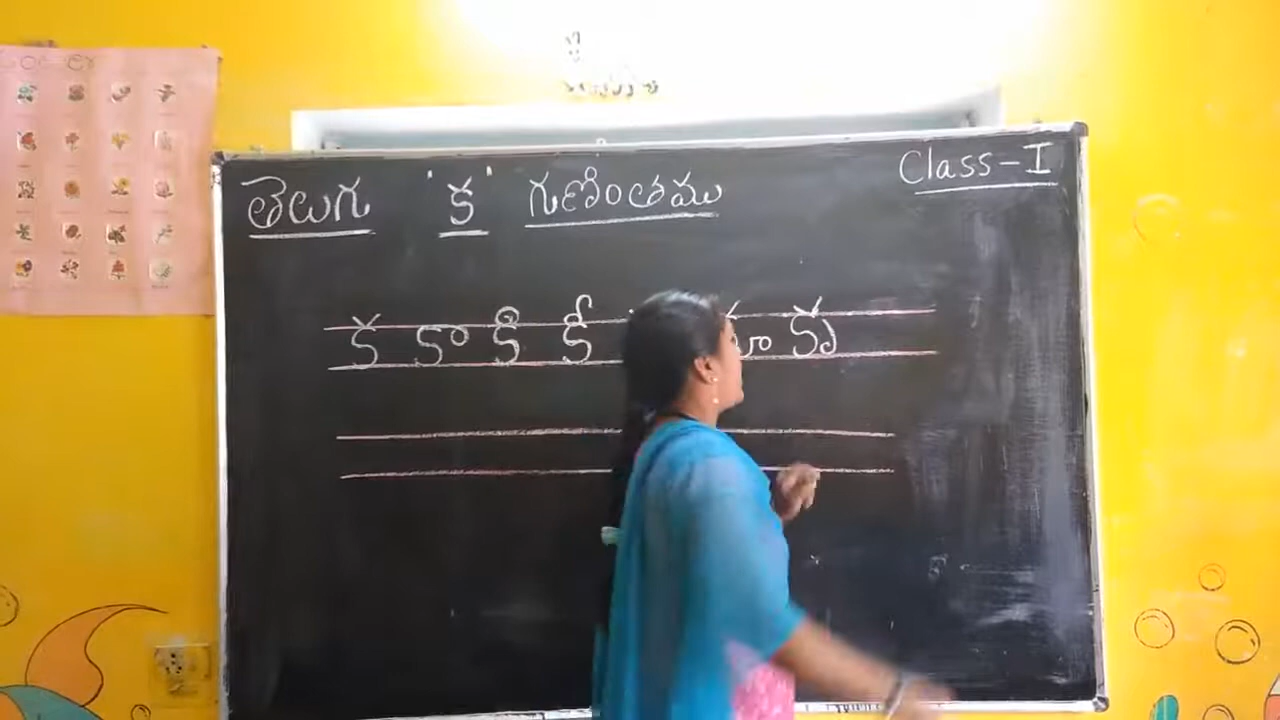 తెలుగు 'క' గుణింతము Class-I
క కా కి కీ కూ కృ